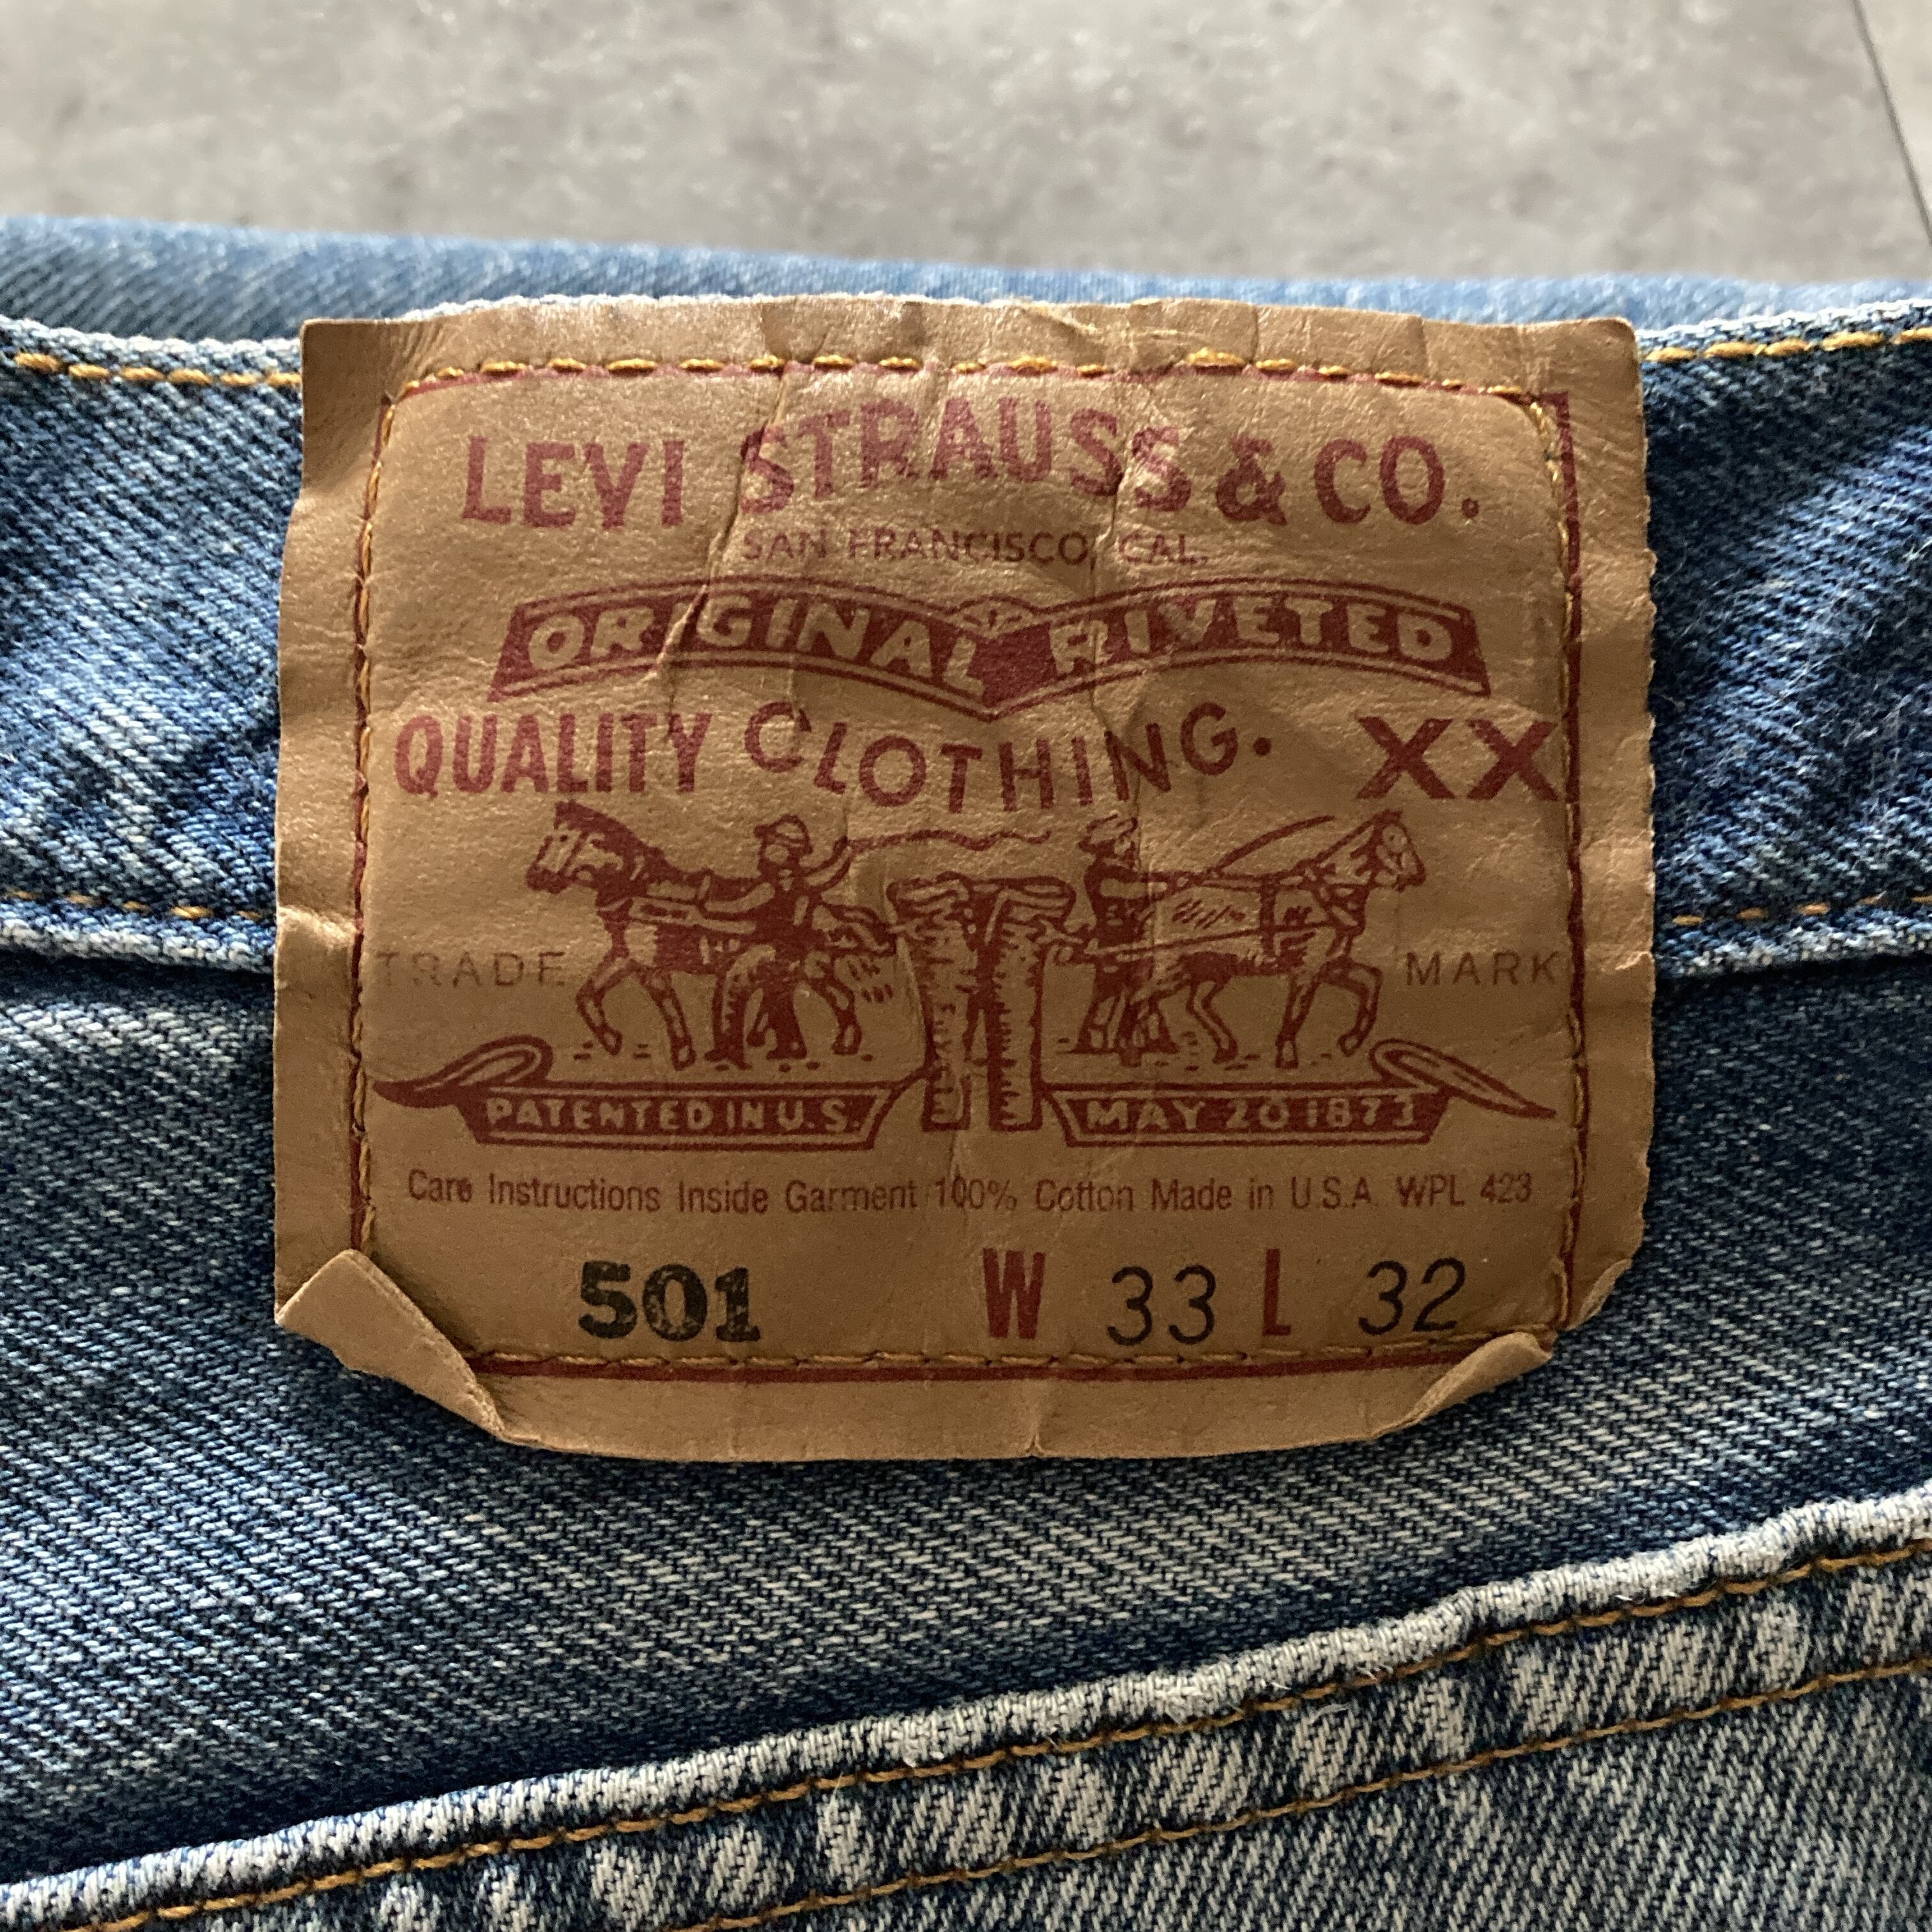 LEVI STRAUSS & CO.
SAN FRANCISCO, CAL.
ORIGINAL RIVETED
QUALITY CLOTHING. XX
TRADE MARK
PATENTED IN U.S. MAY 20 1873
Care Instructions Inside Garment 100% Cotton Made in U.S.A. WPL 423
501 W 33 L 32